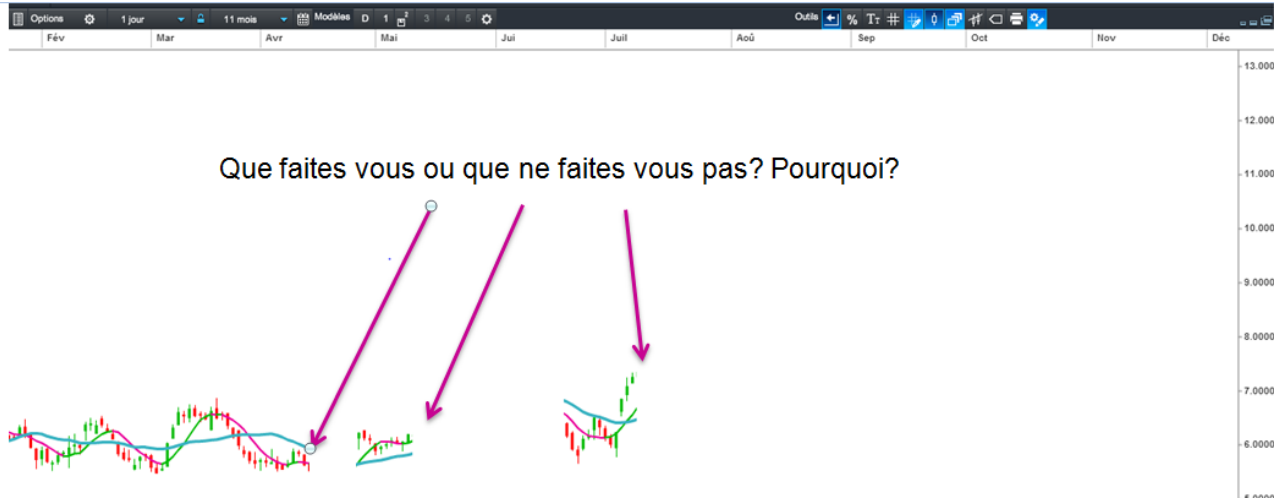 Options 1 jour 11 mois Modèles D 1 2 3 4 5 Outils % TT
Fév Mar Avr Mai Jui Juil Aoû Sep Oct Nov Déc
13.000
12.000
Que faites vous ou que ne faites vous pas? Pourquoi?
11.000
10.000
9.0000
8.0000
7.0000
6.0000